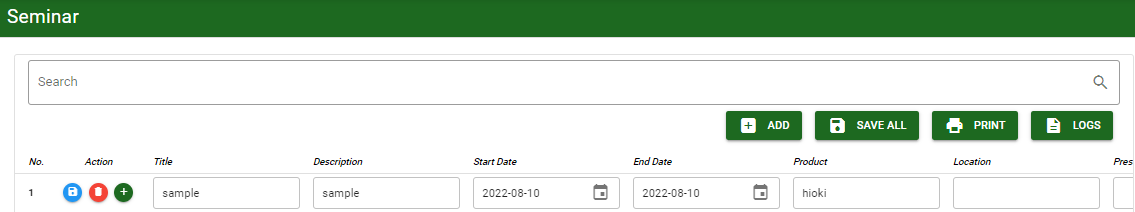 Seminar
Search
ADD SAVE ALL PRINT LOGS
No. Action Title Description Start Date End Date Product Location Pres
1 sample sample 2022-08-10 2022-08-10 hioki